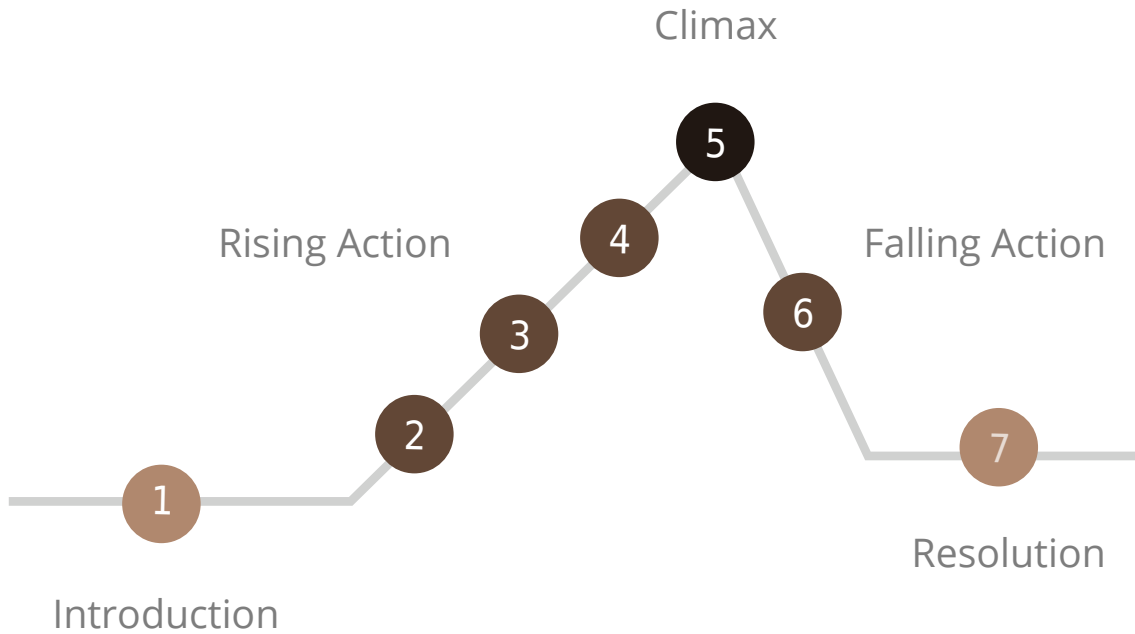 Climax
5
Rising Action
4
Falling Action
6
3
2
7
1
Resolution
Introduction